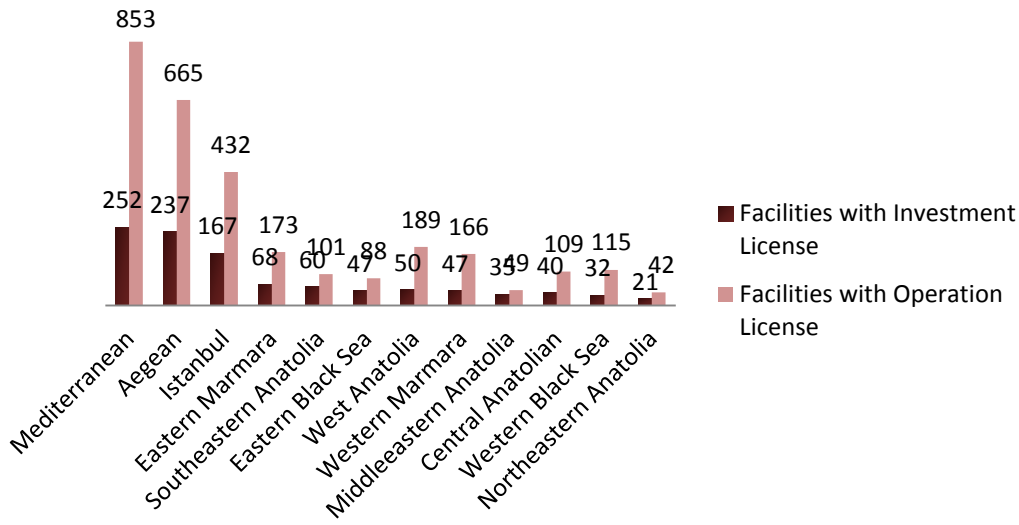 853
665
432
252
237
167
173
68
101
60
88
47
189
50
166
47
49
35
109
40
115
32
42
21
Facilities with Investment
License
Facilities with Operation
License
Mediterranean
Aegean
Istanbul
Eastern Marmara
Southeastern Anatolia
Eastern Black Sea
West Anatolia
Western Marmara
Middleeastern Anatolia
Central Anatolian
Western Black Sea
Northeastern Anatolia